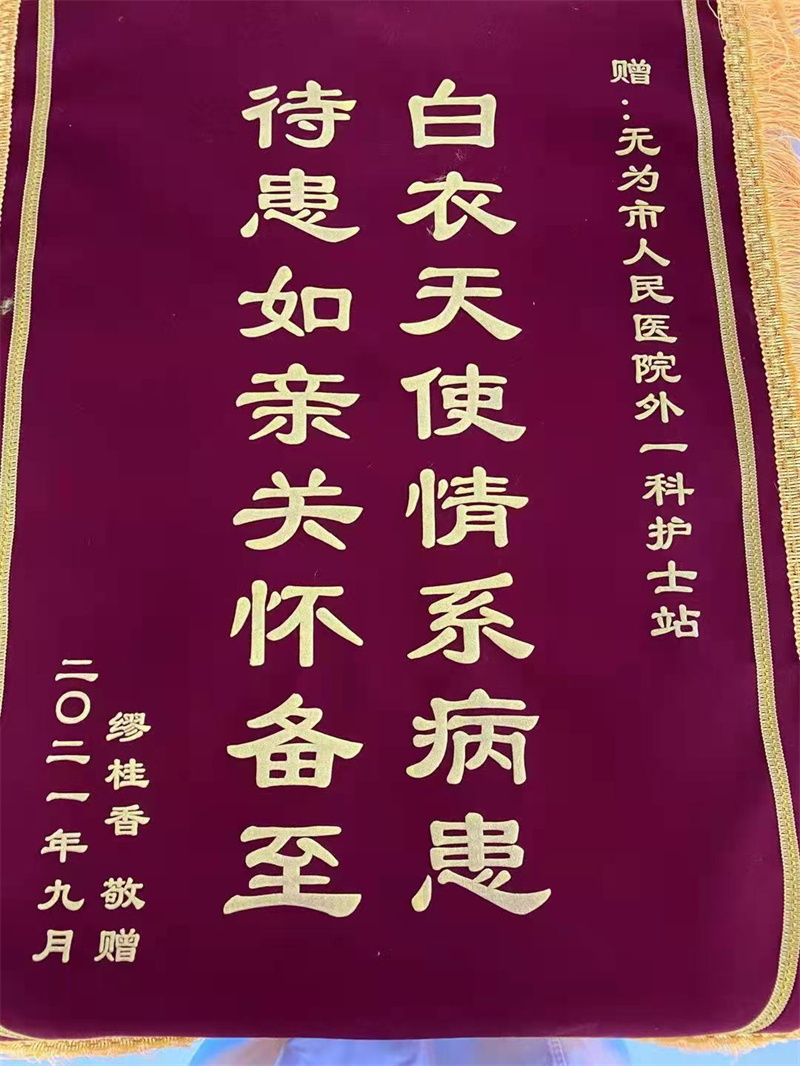 赠：无为市人民医院外一科护士站
白衣天使情系病患
待患如亲关怀备至
缪桂香 敬赠
二〇二一年九月